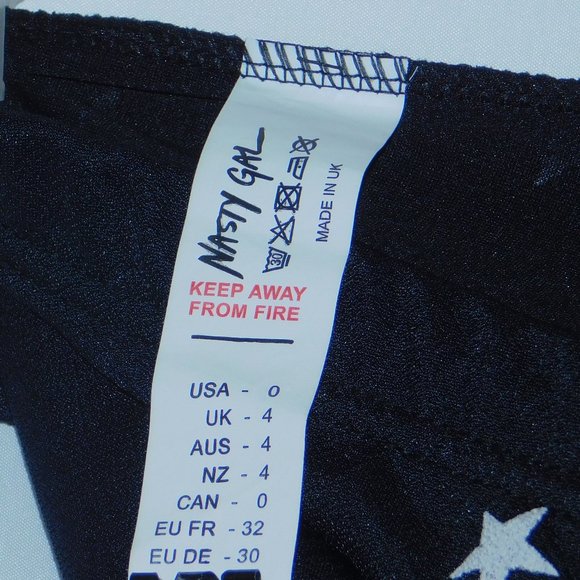 NASTY GAL
30
MADE IN UK
KEEP AWAY
FROM FIRE
USA - 0
UK - 4
AUS - 4
NZ - 4
CAN - 0
EU FR - 32
EU DE - 30